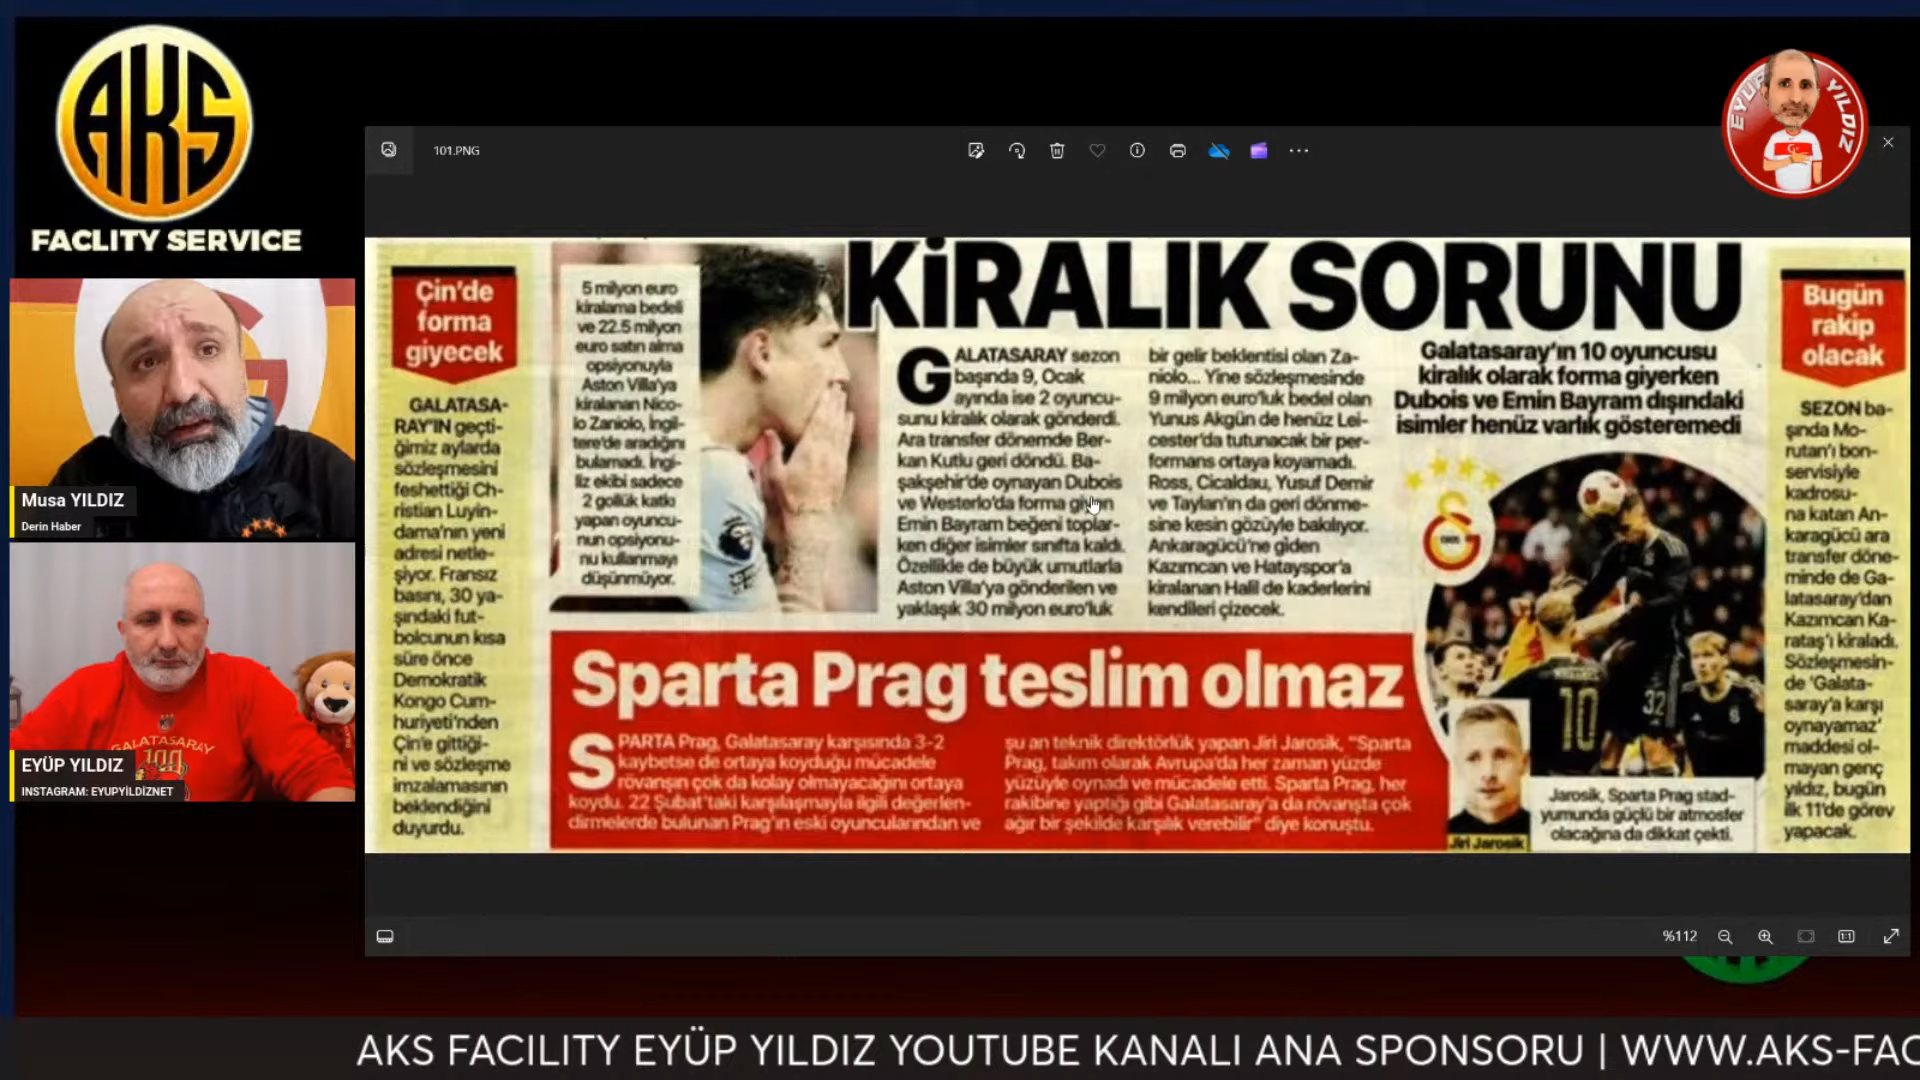 AKS
FACLITY SERVICE
EYÜP YILDIZ
101.PNG
Musa YILDIZ
Derin Haber
GALATASARAY
100
EYÜP YILDIZ
INSTAGRAM: EYUPYİLDİZNET
Çin'de
forma
giyecek
GALATASA-
RAY'IN geçti-
ğimiz aylarda
sözleşmesini
feshettiği Ch-
ristian Luyin-
dama'nın yeni
adresi netle-
şiyor. Fransız
basını, 30 ya-
şındaki fut-
bolcunun kısa
süre önce
Demokratik
Kongo Cum-
huriyeti'nden
Çin'e gittiği-
ni ve sözleşme
imzalamasının
beklendiğini
duyurdu.
5 milyon euro
kiralama bedeli
ve 22.5 milyon
euro satın alma
opsiyonuyla
Aston Villa'ya
kiralanan Nico-
lo Zaniolo, İngil-
tere'de aradığını
bulamadı. İngi-
liz ekibi sadece
2 gollük katkı
yapan oyuncu-
nun opsiyonu-
nu kullanmayı
düşünmüyor.
KİRALIK SORUNU
Galatasaray'ın 10 oyuncusu
kiralık olarak forma giyerken
Dubois ve Emin Bayram dışındaki
isimler henüz varlık gösteremedi
GALATASARAY sezon
başında 9, Ocak
ayında ise 2 oyuncu-
sunu kiralık olarak gönderdi.
Ara transfer dönemde Ber-
kan Kutlu geri döndü. Ba-
şakşehir'de oynayan Dubois
ve Westerlo'da forma giyen
Emin Bayram beğeni toplar-
ken diğer isimler sınıfta kaldı.
Özellikle de büyük umutlarla
Aston Villa'ya gönderilen ve
yaklaşık 30 milyon euro'luk
bir gelir beklentisi olan Za-
niolo... Yine sözleşmesinde
9 milyon euro'luk bedel olan
Yunus Akgün de henüz Lei-
cester'da tutunacak bir per-
formans ortaya koyamadı.
Ross, Cicaldau, Yusuf Demir
ve Taylan'ın da geri dönme-
sine kesin gözüyle bakılıyor.
Ankaragücü'ne giden
Kazımcan ve Hatayspor'a
kiralanan Halil de kaderlerini
kendileri çizecek.
Sparta Prag teslim olmaz
SPARTA Prag, Galatasaray karşısında 3-2
kaybetse de ortaya koyduğu mücadele
rövanşın çok da kolay olmayacağını ortaya
koydu. 22 Şubat'taki karşılaşmayla ilgili değerlen-
dirmelerde bulunan Prag'ın eski oyuncularından ve
şu an teknik direktörlük yapan Jiri Jarosik, "Sparta
Prag, takım olarak Avrupa'da her zaman yüzde
yüzüyle oynadı ve mücadele etti. Sparta Prag, her
rakibine yaptığı gibi Galatasaray'a da rövanşta çok
ağır bir şekilde karşılık verebilir" diye konuştu.
10
32
Jiri Jarosik
Jarosik, Sparta Prag stad-
yumunda güçlü bir atmosfer
olacağına da dikkat çekti.
Bugün
rakip
olacak
SEZON ba-
şında Mo-
rutan'ı bon-
servisiyle
kadrosu-
na katan An-
karagücü ara
transfer döne-
minde de Ga-
latasaray'dan
Kazımcan Ka-
rataş'ı kiraladı.
Sözleşmesin-
de 'Galata-
saray'a karşı
oynayamaz'
maddesi ol-
mayan genç
yıldız, bugün
ilk 11'de görev
yapacak.
%112
AKS FACILITY EYÜP YILDIZ YOUTUBE KANALI ANA SPONSORU | WWW.AKS-FAC